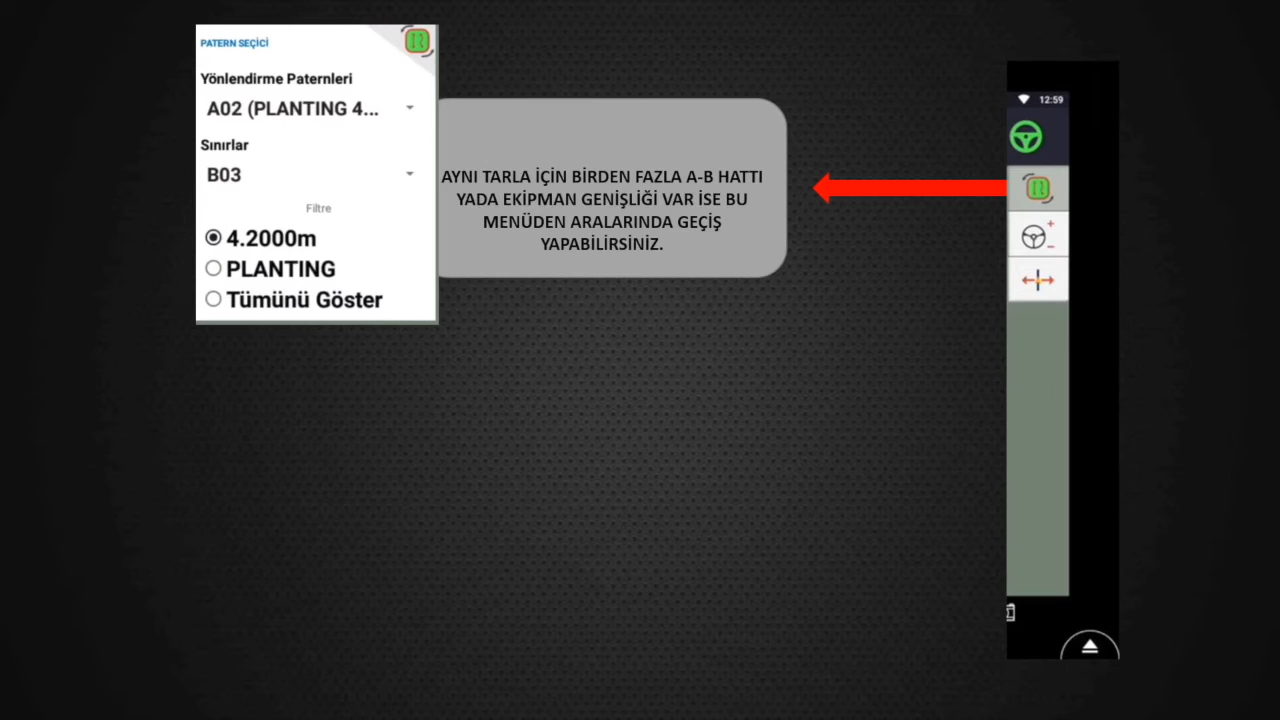 PATERN SEÇİCİ
Yönlendirme Paternleri
A02 (PLANTING 4...
Sınırlar
B03
Filtre
4.2000m
PLANTING
Tümünü Göster
AYNI TARLA İÇİN BİRDEN FAZLA A-B HATTI
YADA EKİPMAN GENİŞLİĞİ VAR İSE BU
MENÜDEN ARALARINDA GEÇİŞ
YAPABİLİRSİNİZ.
12:59